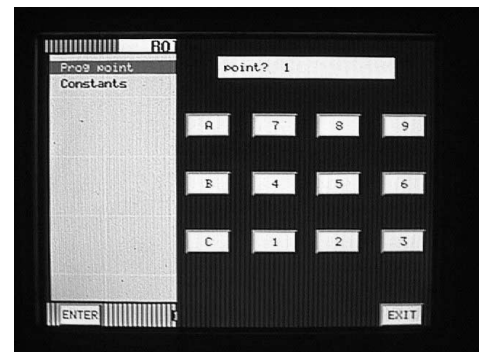 RO
Prog point
Constants
point? 1
A 7 8 9
B 4 5 6
C 1 2 3
ENTER
EXIT